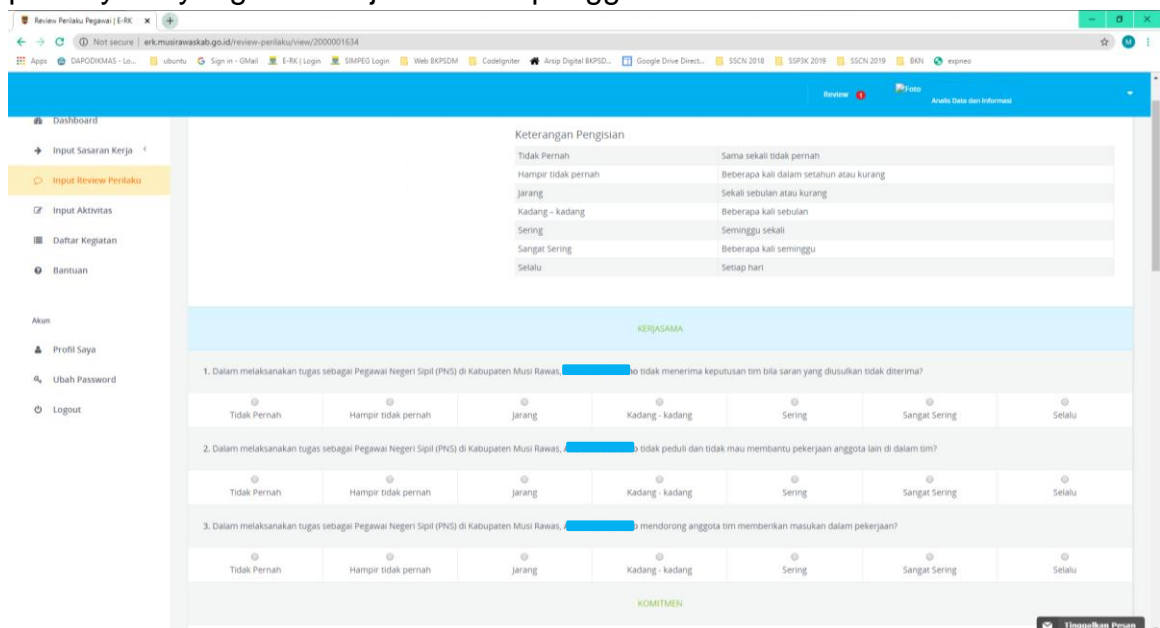 Review Perilaku Pegawai | E-RK
Not secure | erk.musirawaskab.go.id/review-perilaku/view/2000001634
Apps DAPODIKMAS - Lo... ubuntu Sign in - GMail E-RK | Login SIMPEG Login Web BKPSDM CodeIgniter Arsip Digital BKPSD... Google Drive Direct... SSCN 2018 SSP3K 2019 SSCN 2019 BKN expneo
Review 1 Foto Analis Data dan Informasi
Dashboard
Input Sasaran Kerja
Input Review Perilaku
Input Aktivitas
Daftar Kegiatan
Bantuan
Akun
Profil Saya
Ubah Password
Logout
Keterangan Pengisian
Tidak Pernah Sama sekali tidak pernah
Hampir tidak pernah Beberapa kali dalam setahun atau kurang
Jarang Sekali sebulan atau kurang
Kadang – kadang Beberapa kali sebulan
Sering Seminggu sekali
Sangat Sering Beberapa kali seminggu
Selalu Setiap hari
KERJASAMA
1. Dalam melaksanakan tugas sebagai Pegawai Negeri Sipil (PNS) di Kabupaten Musi Rawas, tidak menerima keputusan tim bila saran yang diusulkan tidak diterima?
Tidak Pernah Hampir tidak pernah Jarang Kadang - kadang Sering Sangat Sering Selalu
2. Dalam melaksanakan tugas sebagai Pegawai Negeri Sipil (PNS) di Kabupaten Musi Rawas, tidak peduli dan tidak mau membantu pekerjaan anggota lain di dalam tim?
Tidak Pernah Hampir tidak pernah Jarang Kadang - kadang Sering Sangat Sering Selalu
3. Dalam melaksanakan tugas sebagai Pegawai Negeri Sipil (PNS) di Kabupaten Musi Rawas, mendorong anggota tim memberikan masukan dalam pekerjaan?
Tidak Pernah Hampir tidak pernah Jarang Kadang - kadang Sering Sangat Sering Selalu
KOMITMEN
Tinggalkan Pesan